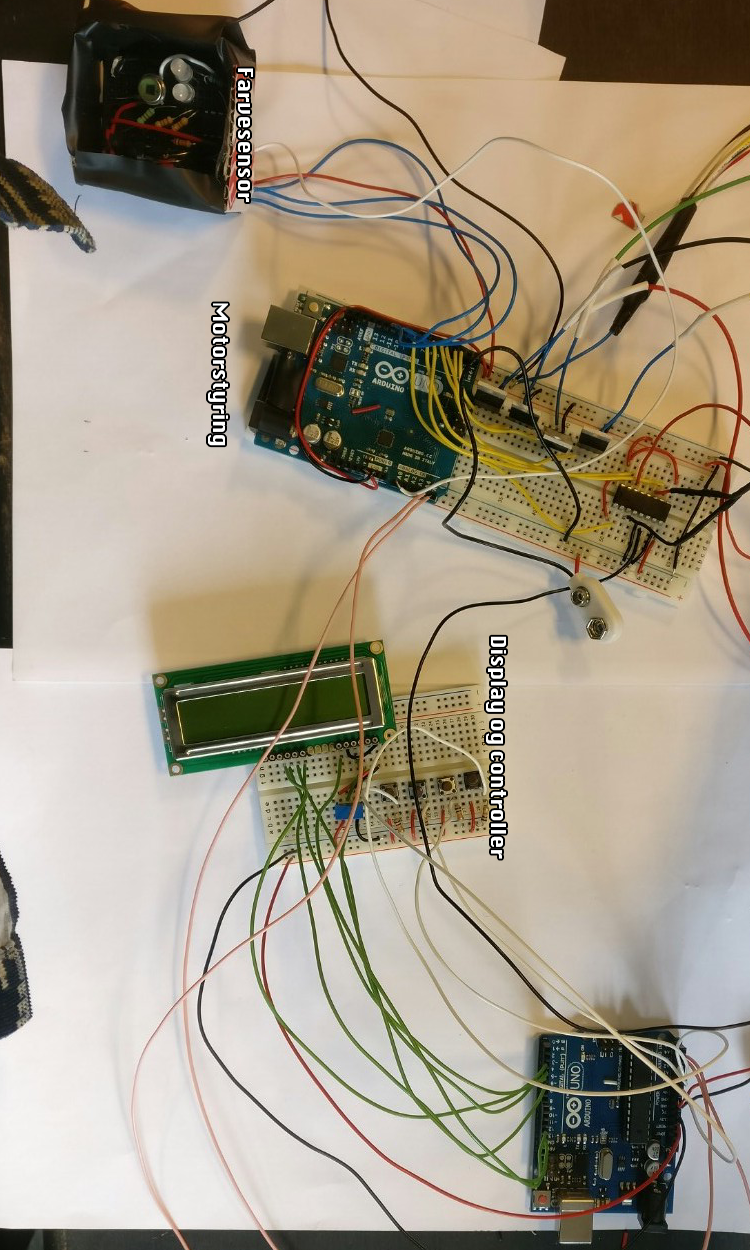 Farvesensor
Motorstyring
Display og controller
ARDUINO
UNO
ARDUINO
UNO